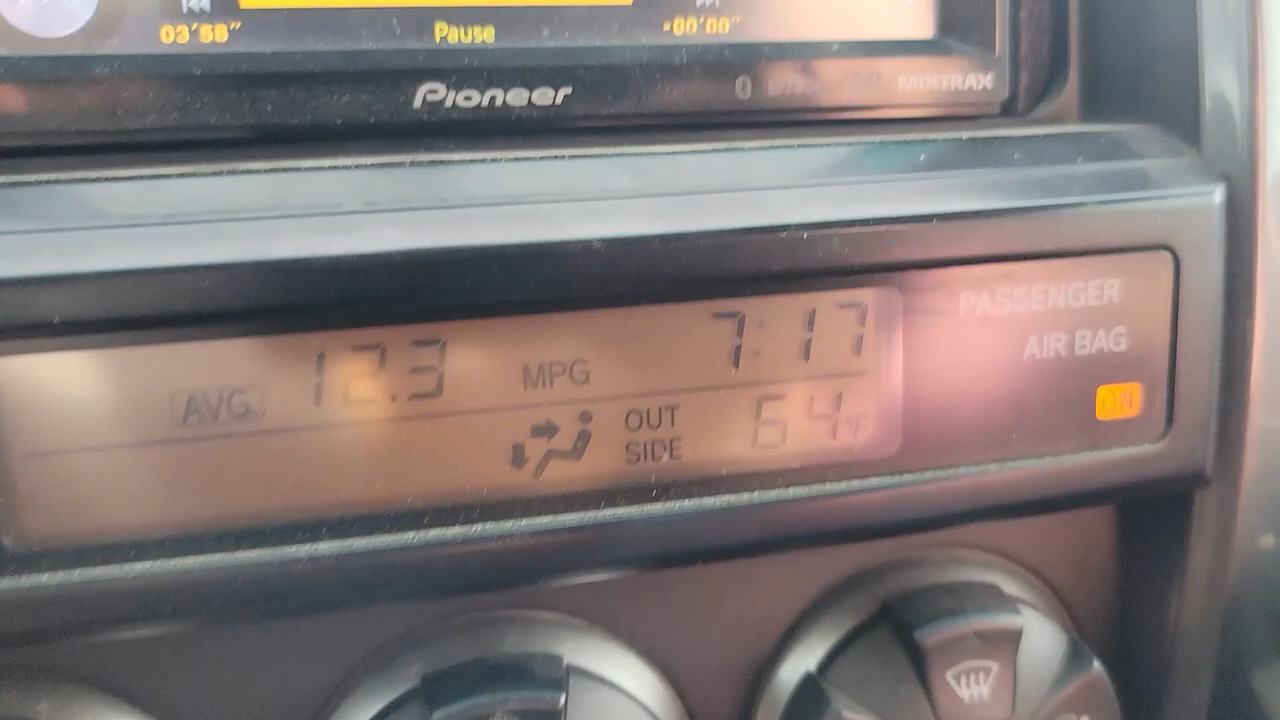 03'58" Pause -00'00"
Pioneer MIXTRAX
AVG. 12.3 MPG 7:17
OUT SIDE 64°F
PASSENGER
AIR BAG
ON